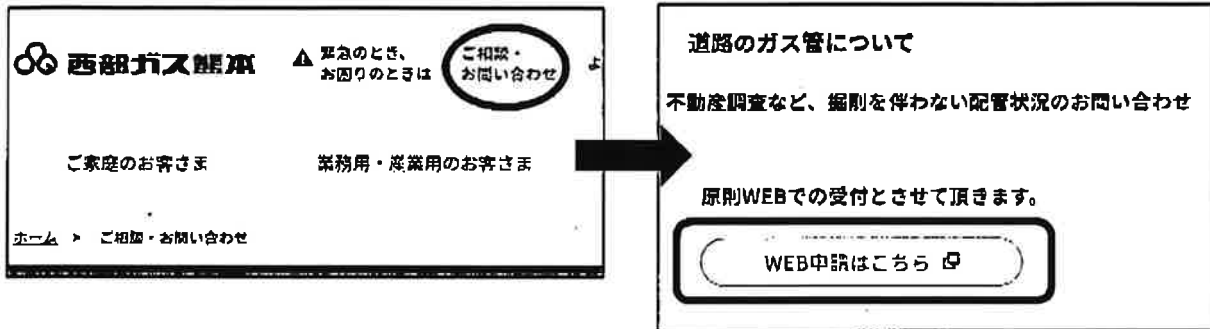 西部ガス熊本
緊急のとき、
お困りのときは
ご相談・
お問い合わせ
ご家庭のお客さま
業務用・産業用のお客さま
ホーム > ご相談・お問い合わせ
道路のガス管について
不動産調査など、掘削を伴わない配管状況のお問い合わせ
原則WEBでの受付とさせて頂きます。
WEB申請はこちら